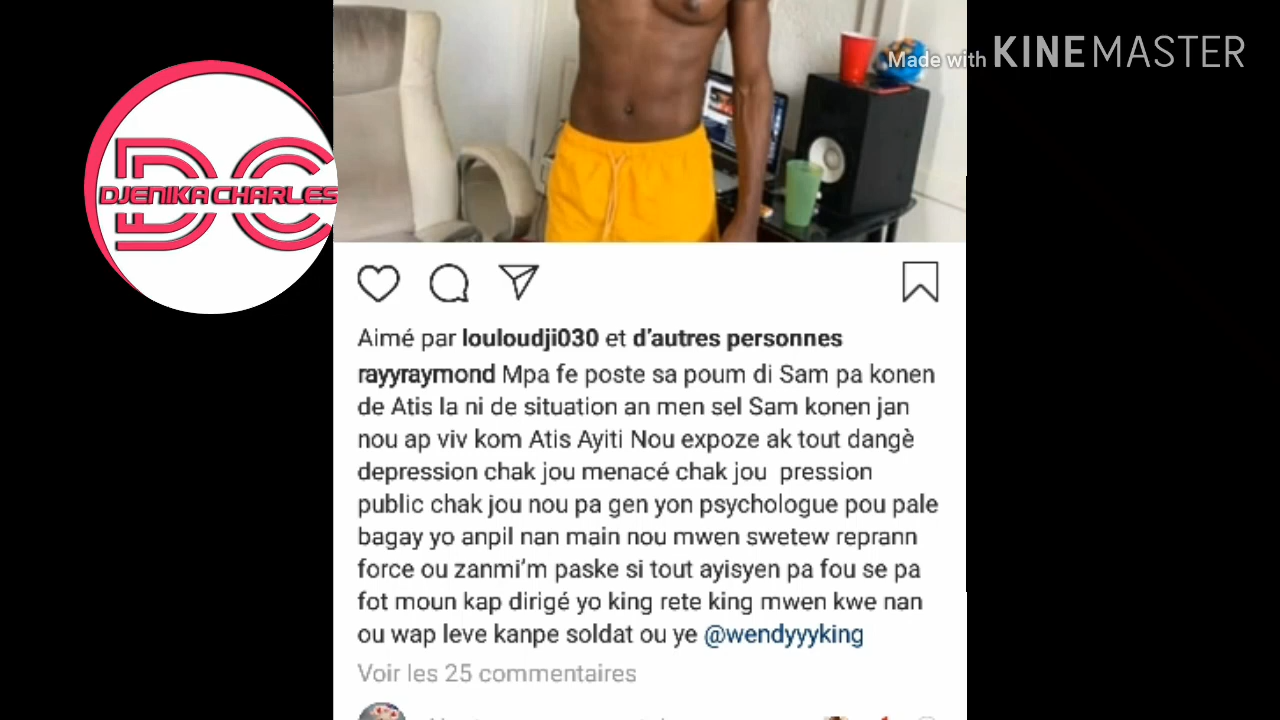 Made with KINEMASTER
DC
DJENIKA CHARLES
Aimé par louloudji030 et d'autres personnes
rayyraymond Mpa fe poste sa poum di Sam pa konen
de Atis la ni de situation an men sel Sam konen jan
nou ap viv kom Atis Ayiti Nou expoze ak tout dangè
depression chak jou menacé chak jou pression
public chak jou nou pa gen yon psychologue pou pale
bagay yo anpil nan main nou mwen swetew reprann
force ou zanmi'm paske si tout ayisyen pa fou se pa
fot moun kap dirigé yo king rete king mwen kwe nan
ou wap leve kanpe soldat ou ye @wendyyyking
Voir les 25 commentaires